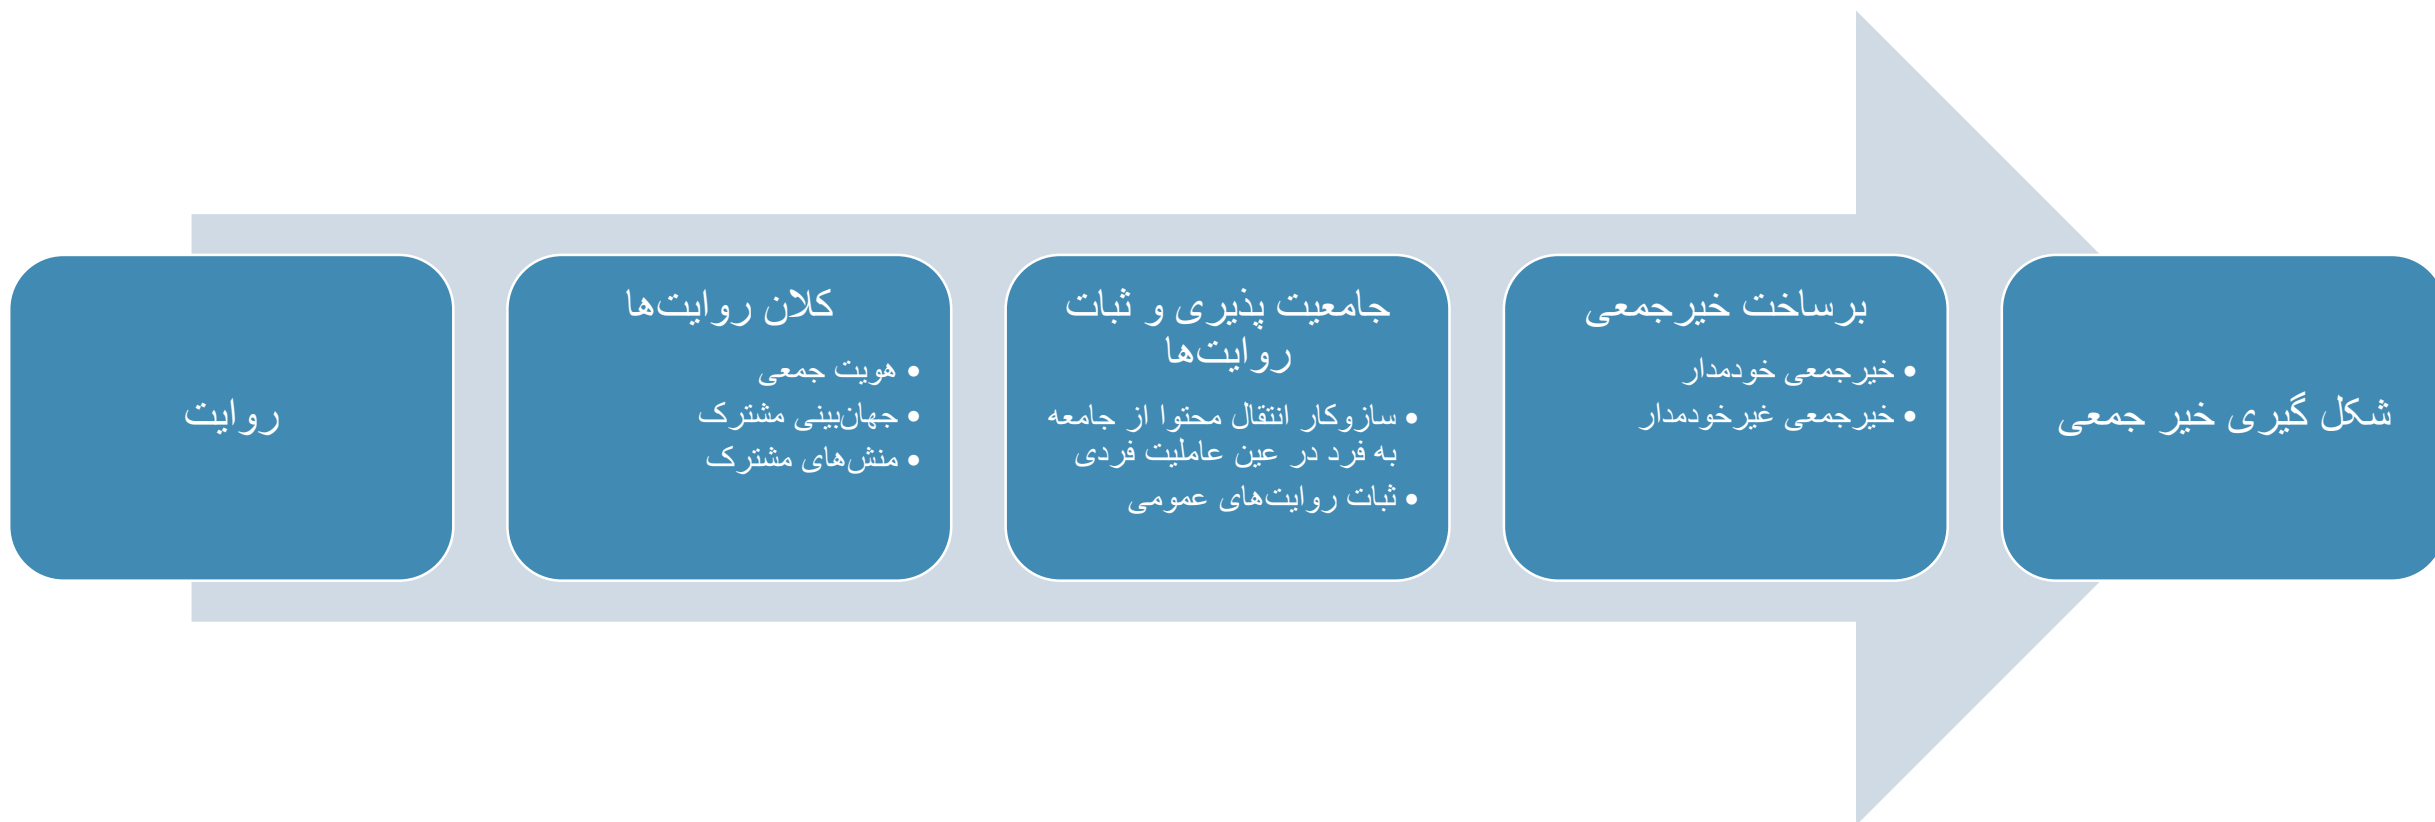 روایت
کلان روایت‌ها
• هویت جمعی
• جهان‌بینی مشترک
• منش‌های مشترک
جامعیت پذیری و ثبات
روایت‌ها
• سازوکار انتقال محتوا از جامعه
به فرد در عین عاملیت فردی
• ثبات روایت‌های عمومی
برساخت خیرجمعی
• خیرجمعی خودمدار
• خیرجمعی غیرخودمدار
شکل گیری خیر جمعی